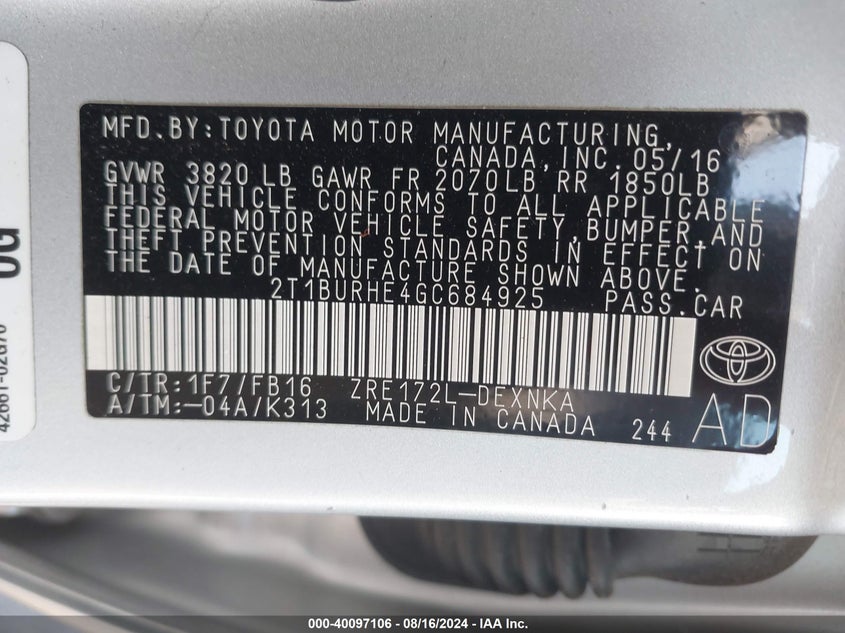 MFD.BY:TOYOTA MOTOR MANUFACTURING,
CANADA,INC.05/16
GVWR 3820 LB GAWR FR 2070LB RR 1850LB
THIS VEHICLE CONFORMS TO ALL APPLICABLE
FEDERAL MOTOR VEHICLE SAFETY,BUMPER,AND
THEFT PREVENTION STANDARDS IN EFFECT ON
THE DATE OF MANUFACTURE SHOWN ABOVE.
2T1BURHE4GC684925 PASS.CAR
C/TR:1F7/FB16 ZRE172L-DEXNKA
A/TM:-04A/K313 MADE IN CANADA 244 AD
000-40097106 - 08/16/2024 - IAA Inc.